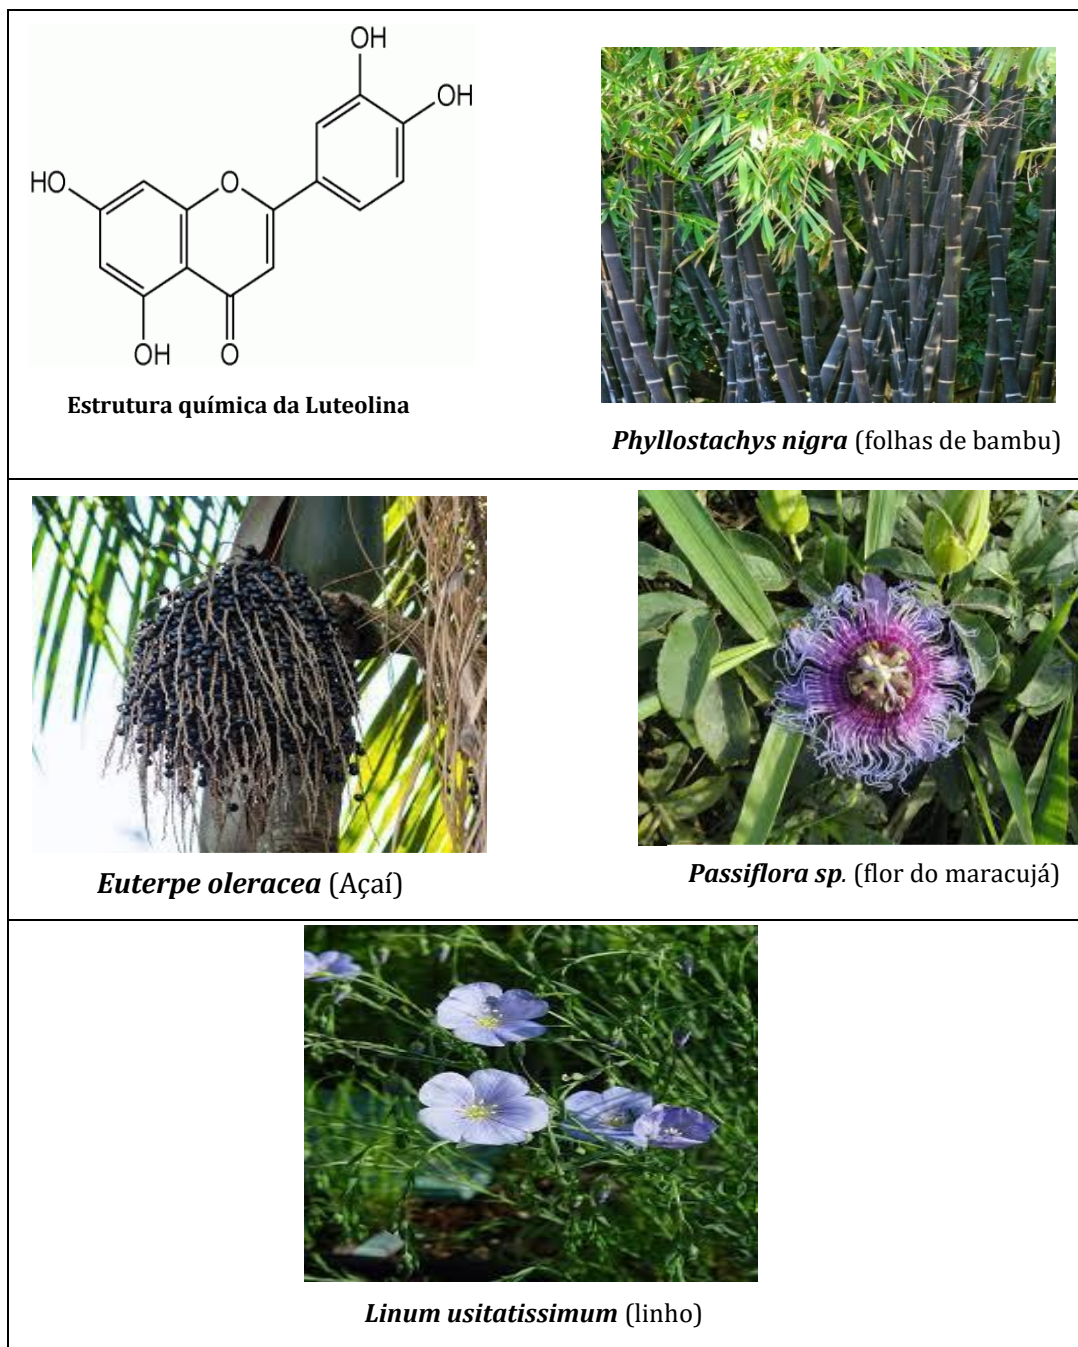 OH
OH
HO
O
OH
O
Estrutura química da Luteolina
Phyllostachys nigra (folhas de bambu)
Euterpe oleracea (Açaí)
Passiflora sp. (flor do maracujá)
Linum usitatissimum (linho)